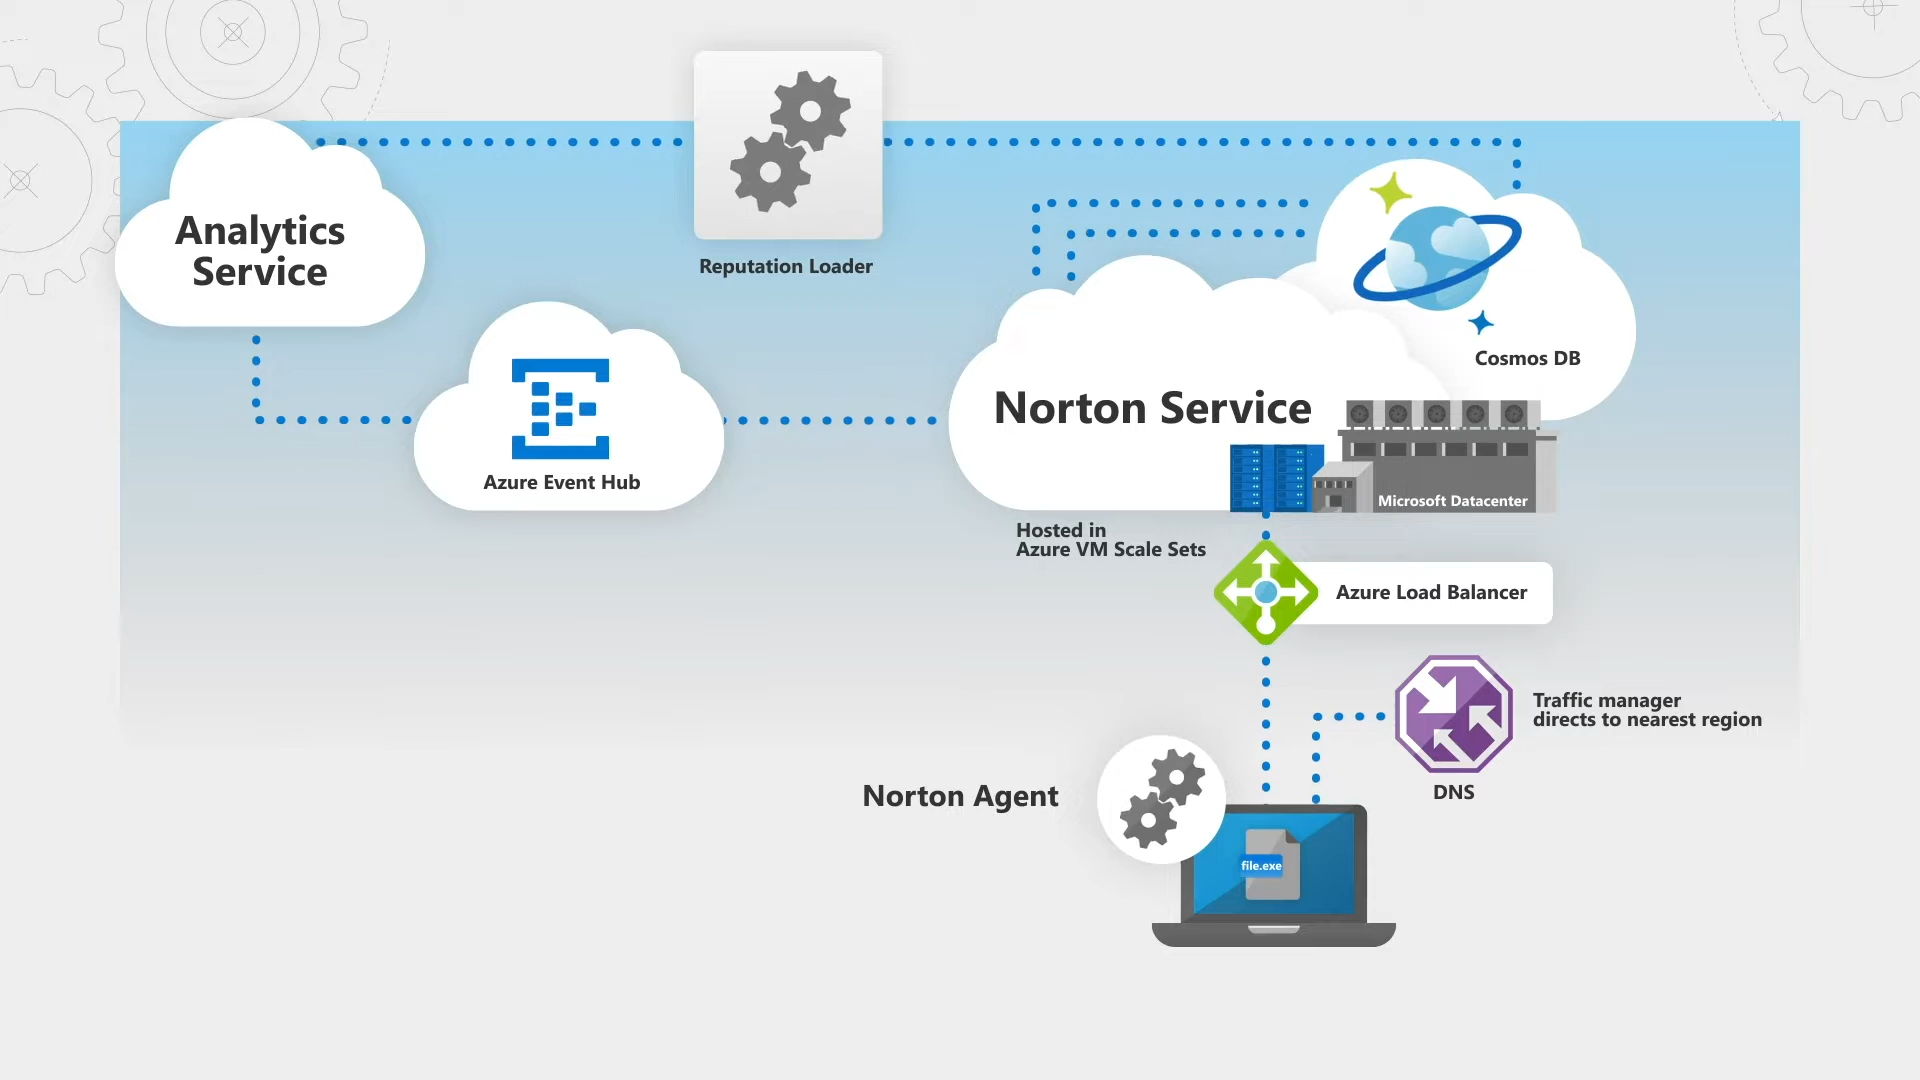 Analytics
Service
Reputation Loader
Cosmos DB
Norton Service
Azure Event Hub
Microsoft Datacenter
Hosted in
Azure VM Scale Sets
Azure Load Balancer
Traffic manager
directs to nearest region
DNS
Norton Agent
file.exe